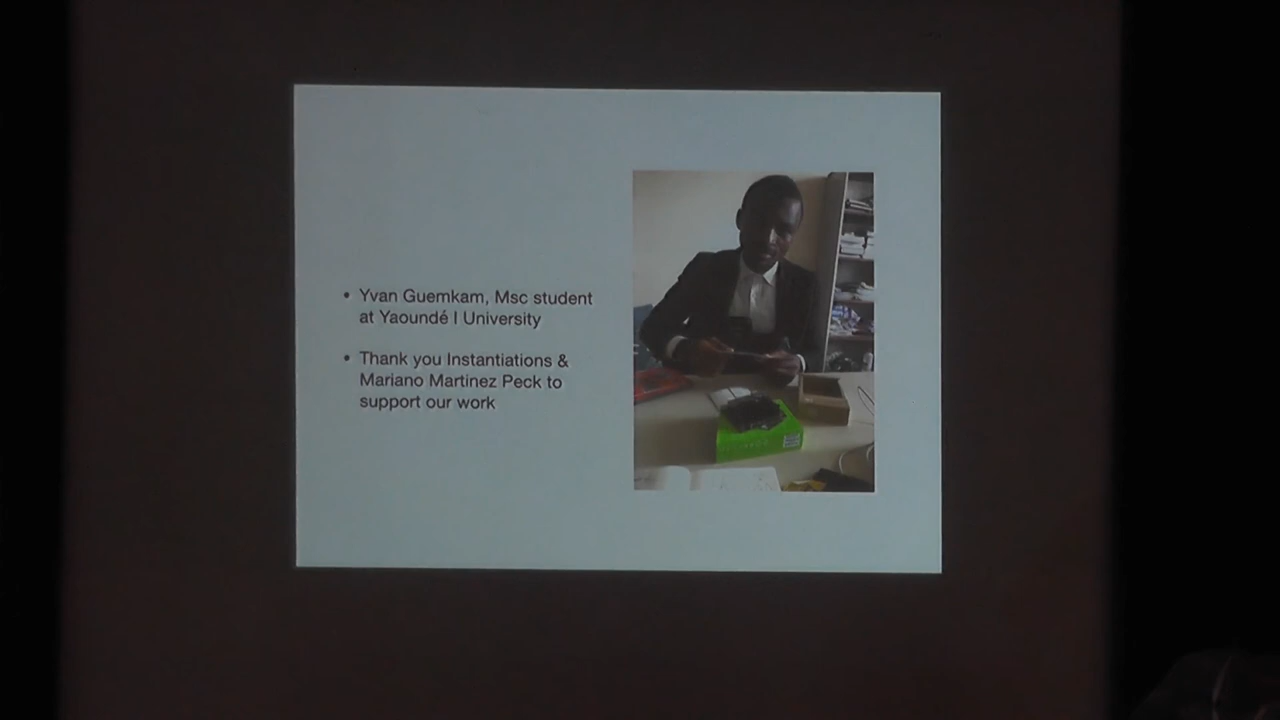 • Yvan Guemkam, Msc student
at Yaoundé I University
• Thank you Instantiations &
Mariano Martinez Peck to
support our work